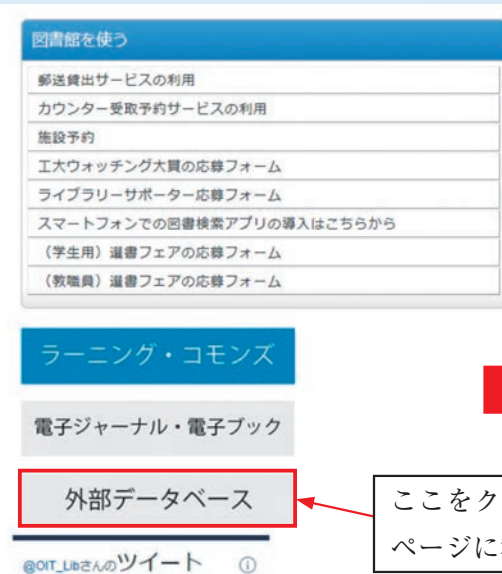 図書館を使う
郵送貸出サービスの利用
カウンター受取予約サービスの利用
施設予約
工大ウォッチング大賞の応募フォーム
ライブラリーサポーター応募フォーム
スマートフォンでの図書検索アプリの導入はこちらから
（学生用）選書フェアの応募フォーム
（教職員）選書フェアの応募フォーム
ラーニング・コモンズ
電子ジャーナル・電子ブック
外部データベース
ここをク
ページに
@OIT_Libさんのツイート